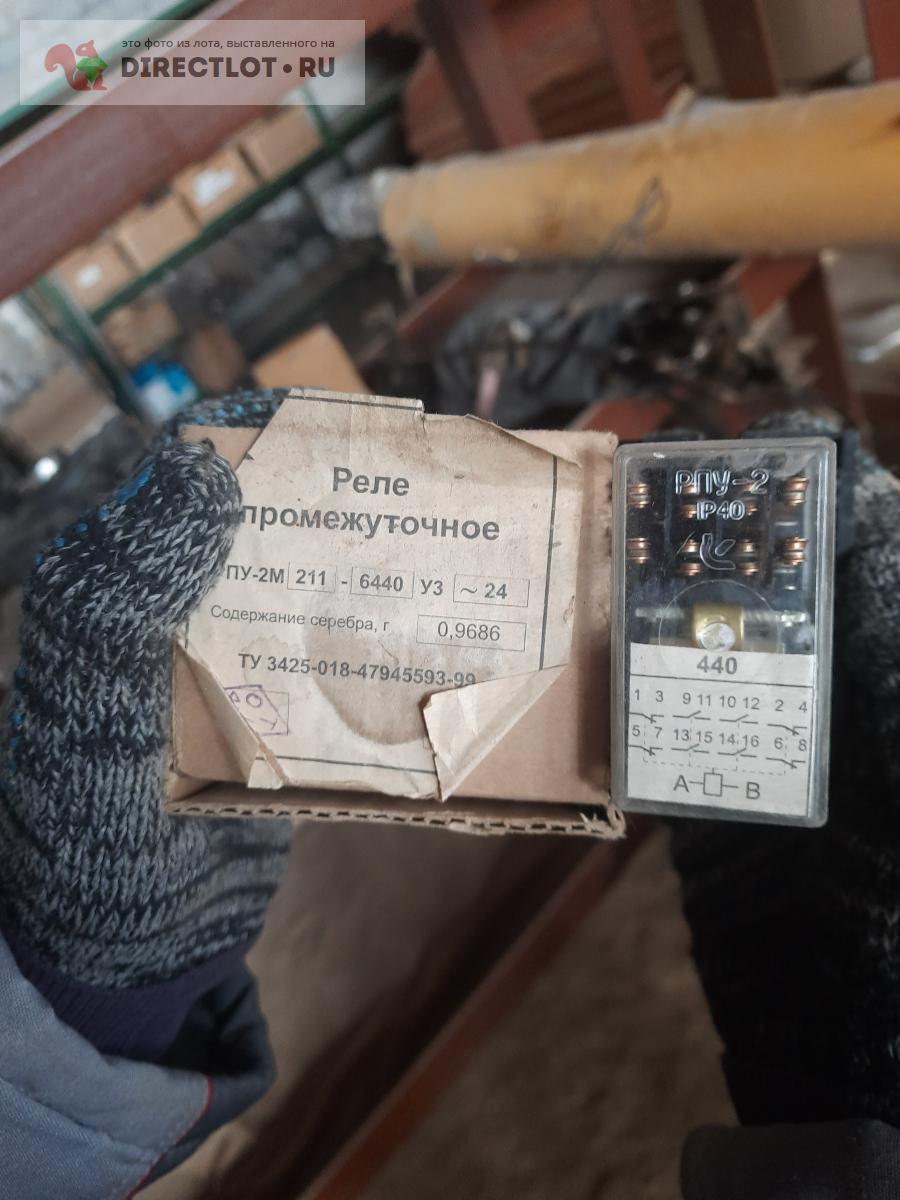 это фото из лота, выставленного на
DIRECTLOT•RU
Реле
промежуточное
ПУ-2М 211 - 6440 У3 ~ 24
Содержание серебра, г 0,9686
ТУ 3425-018-47945593-99
РПУ-2
IP40
440
1 3 9 11 10 12 2 4
5 7 13 15 14 16 6 8
A B